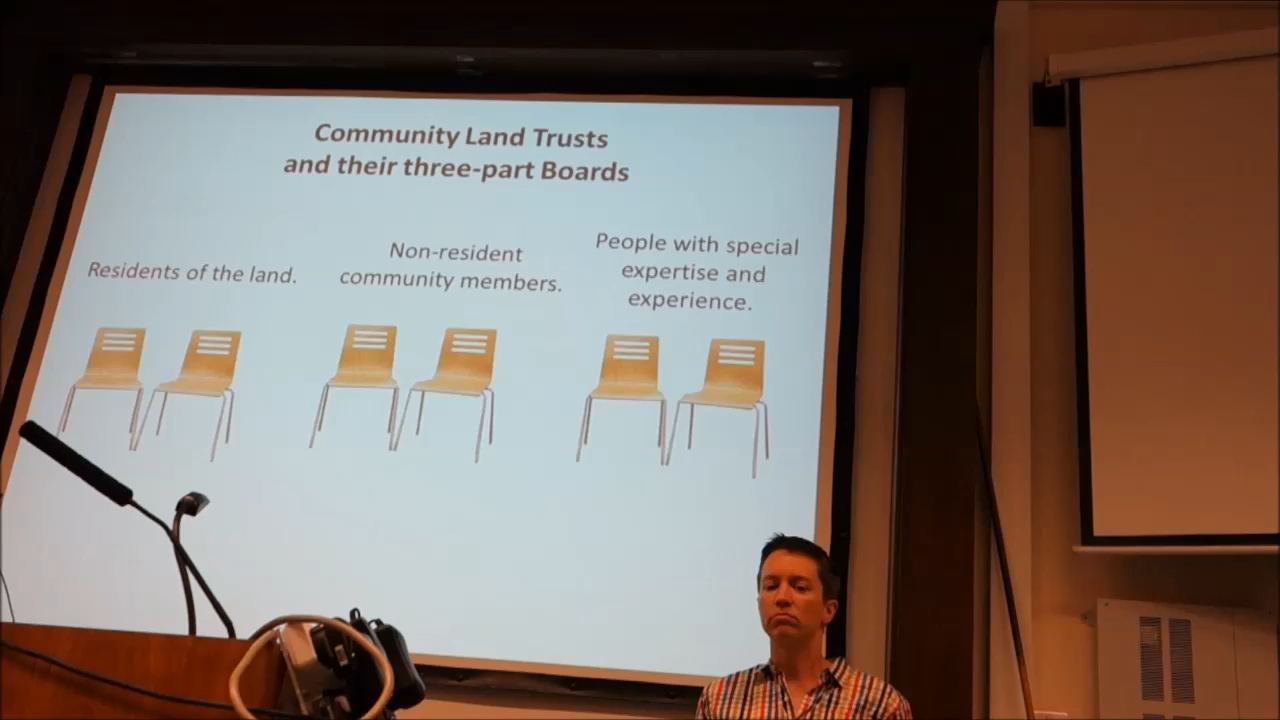 Community Land Trusts
and their three-part Boards
Residents of the land.
Non-resident
community members.
People with special
expertise and
experience.